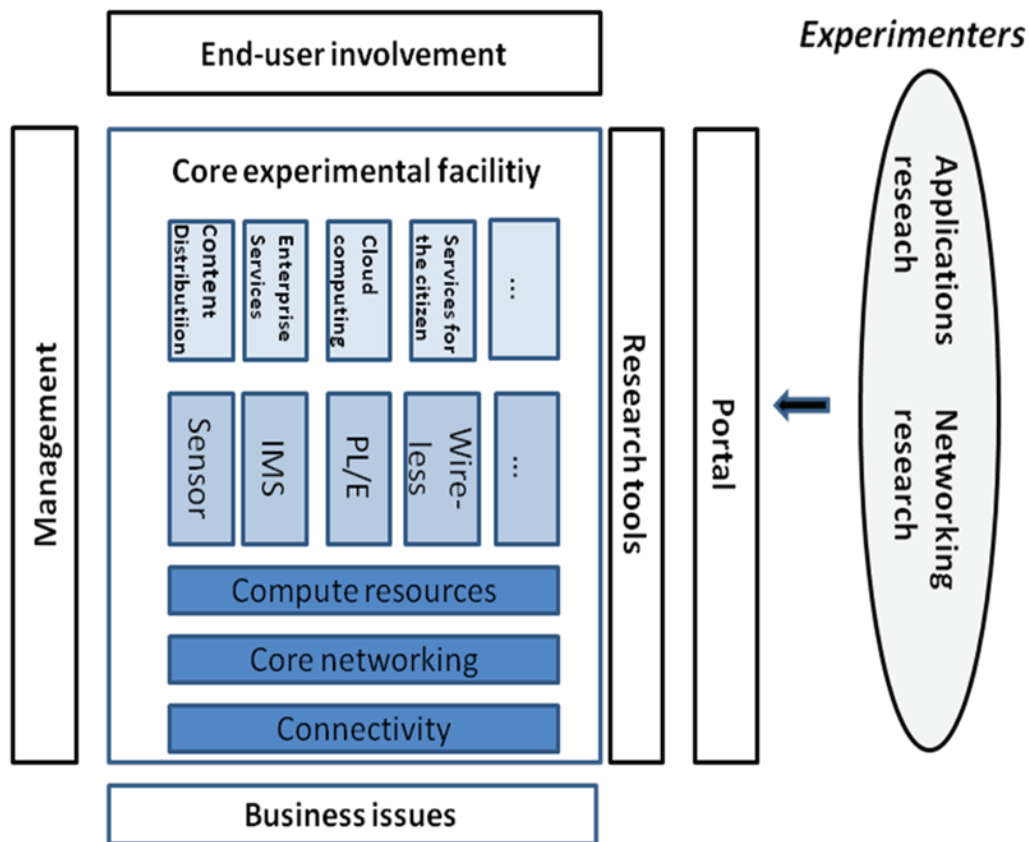 End-user involvement
Experimenters
Management
Core experimental facilitiy
Content
Distributiion
Enterprise
Services
Cloud
computing
Services for
the citizen
...
Sensor
IMS
PL/E
Wire-
less
...
Compute resources
Core networking
Connectivity
Research tools
Portal
Applications
reseach
Networking
research
Business issues